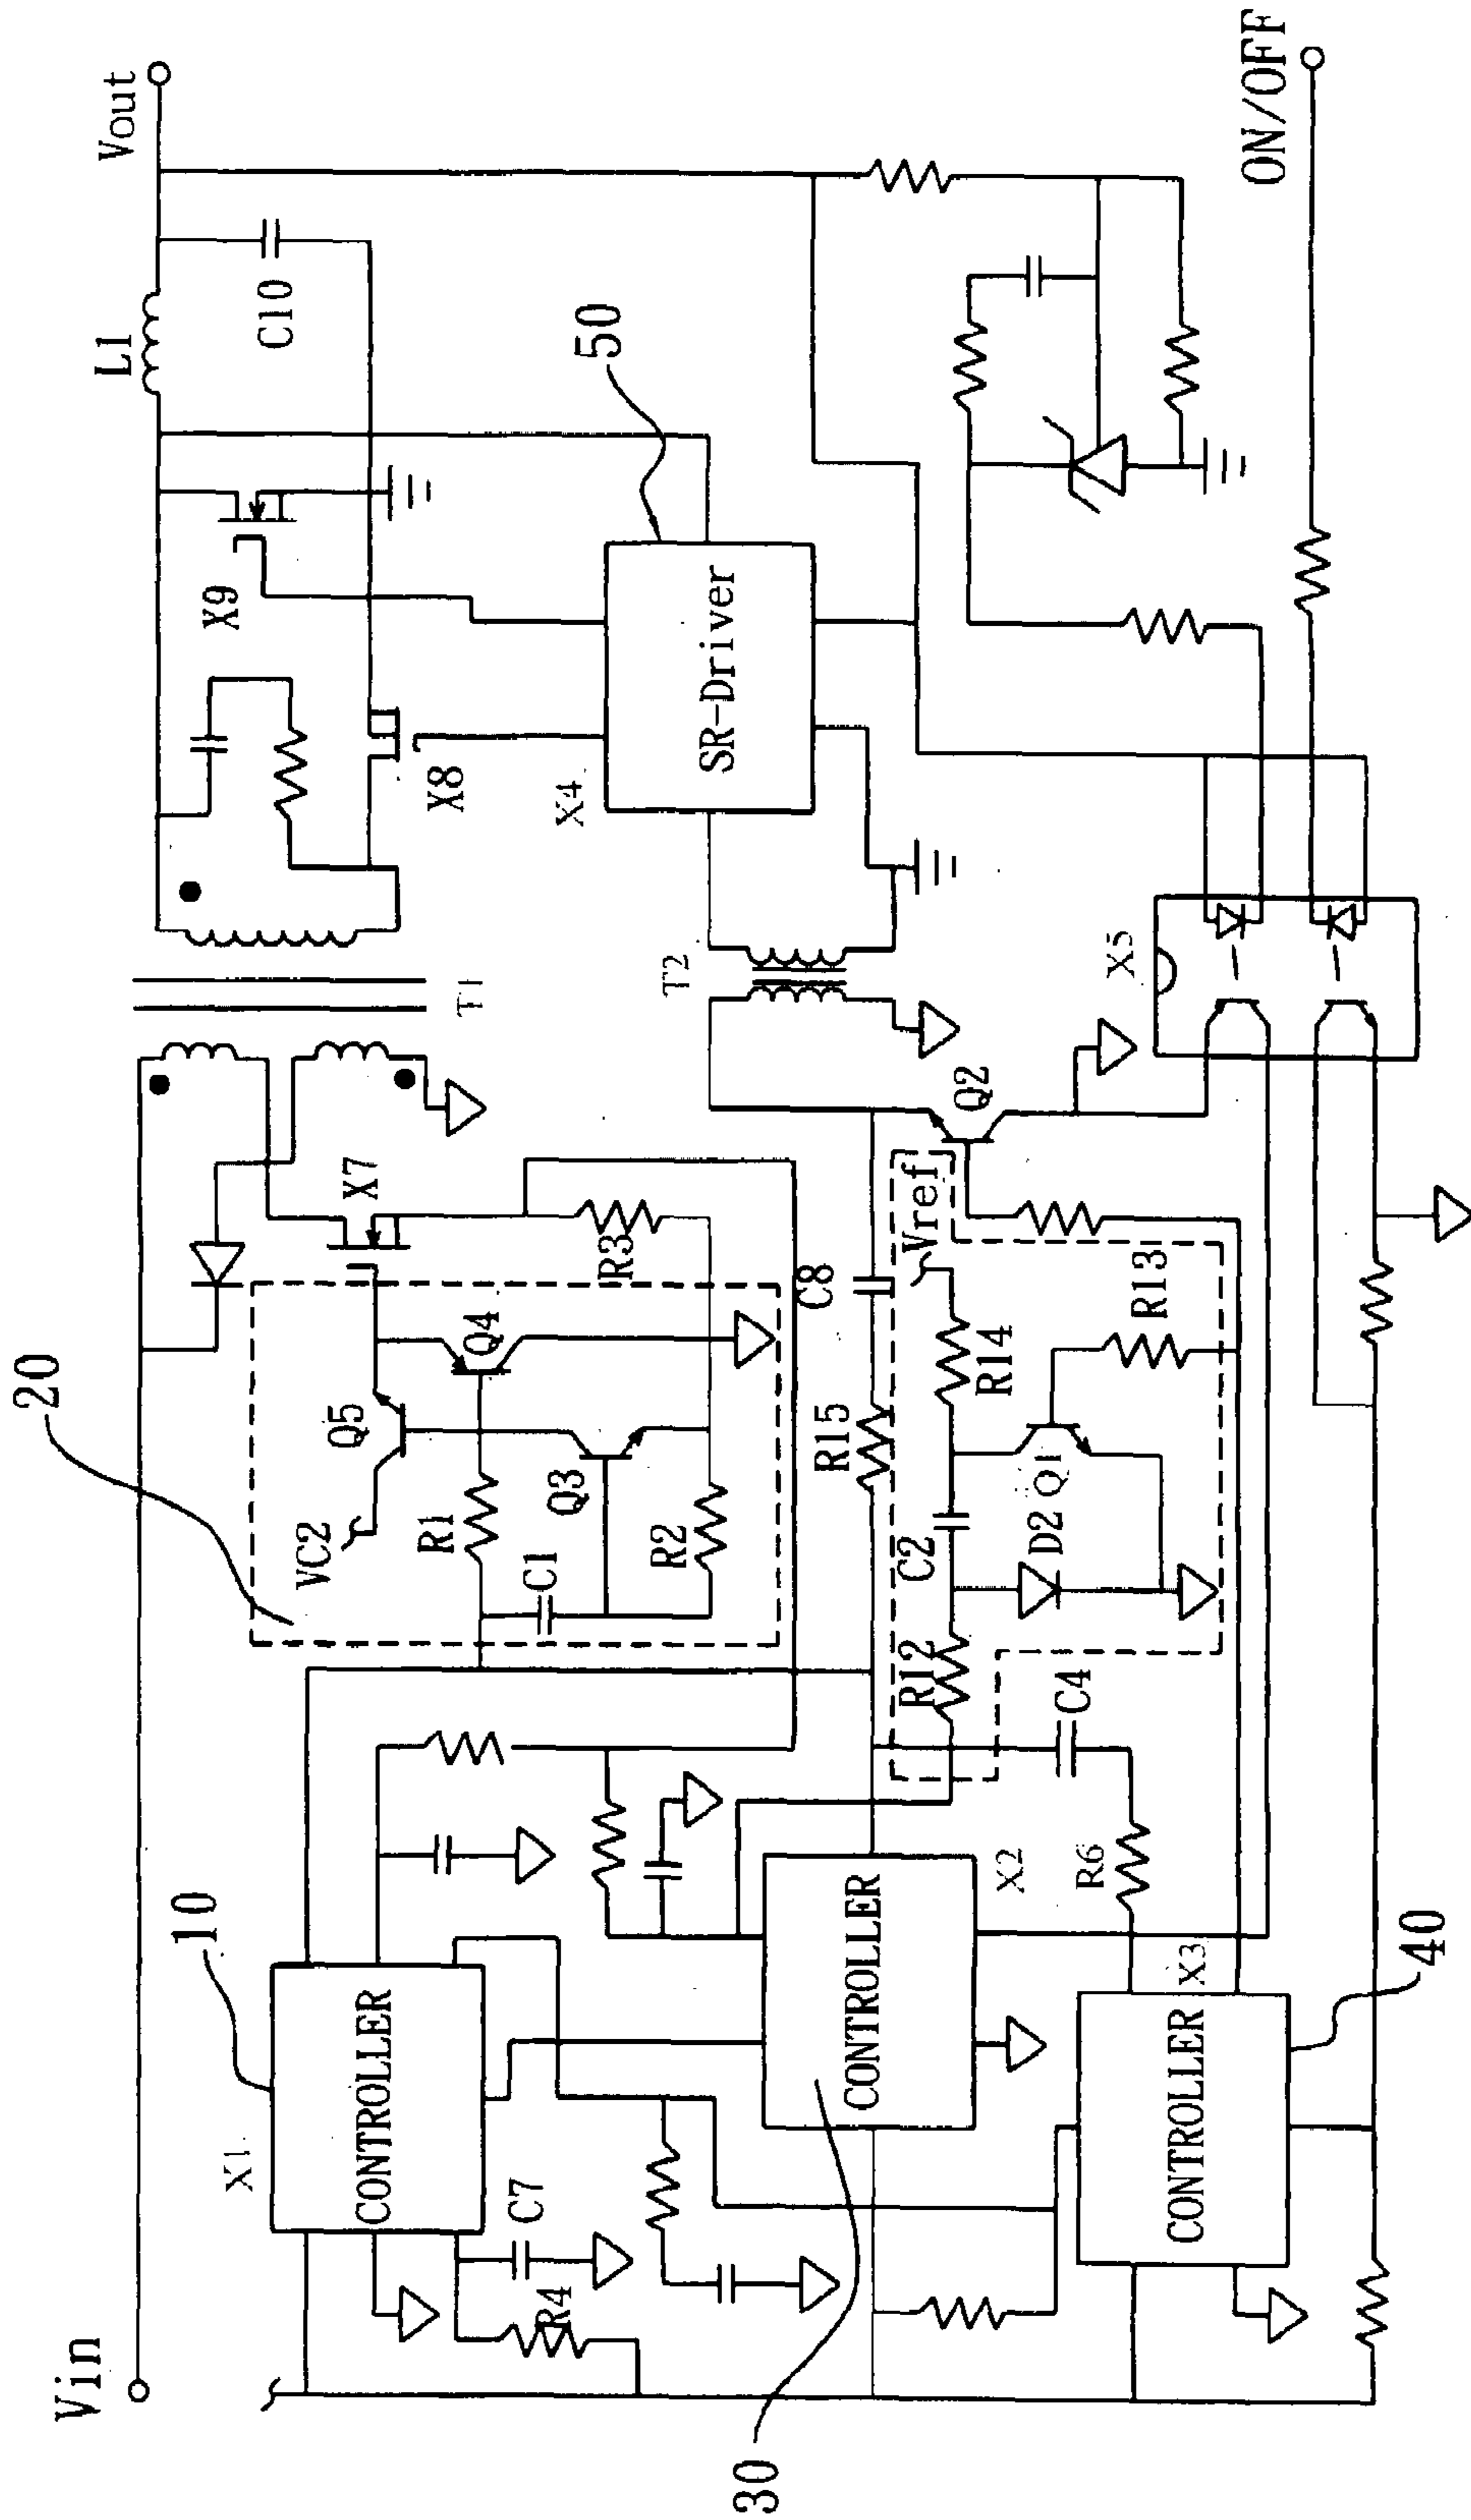 Vin
Vout
L1
C10
20
T1
X7
X9
X8
VC2
Q5
Q4
R1
R3
C1
Q3
R2
10
X1
CONTROLLER
C7
R4
T2
X4
SR-Driver
50
C8
R15
Vref
Q2
C2
R14
R12
D2
Q1
R13
C4
X2
CONTROLLER
30
R6
X3
CONTROLLER
40
X5
ON/OFF